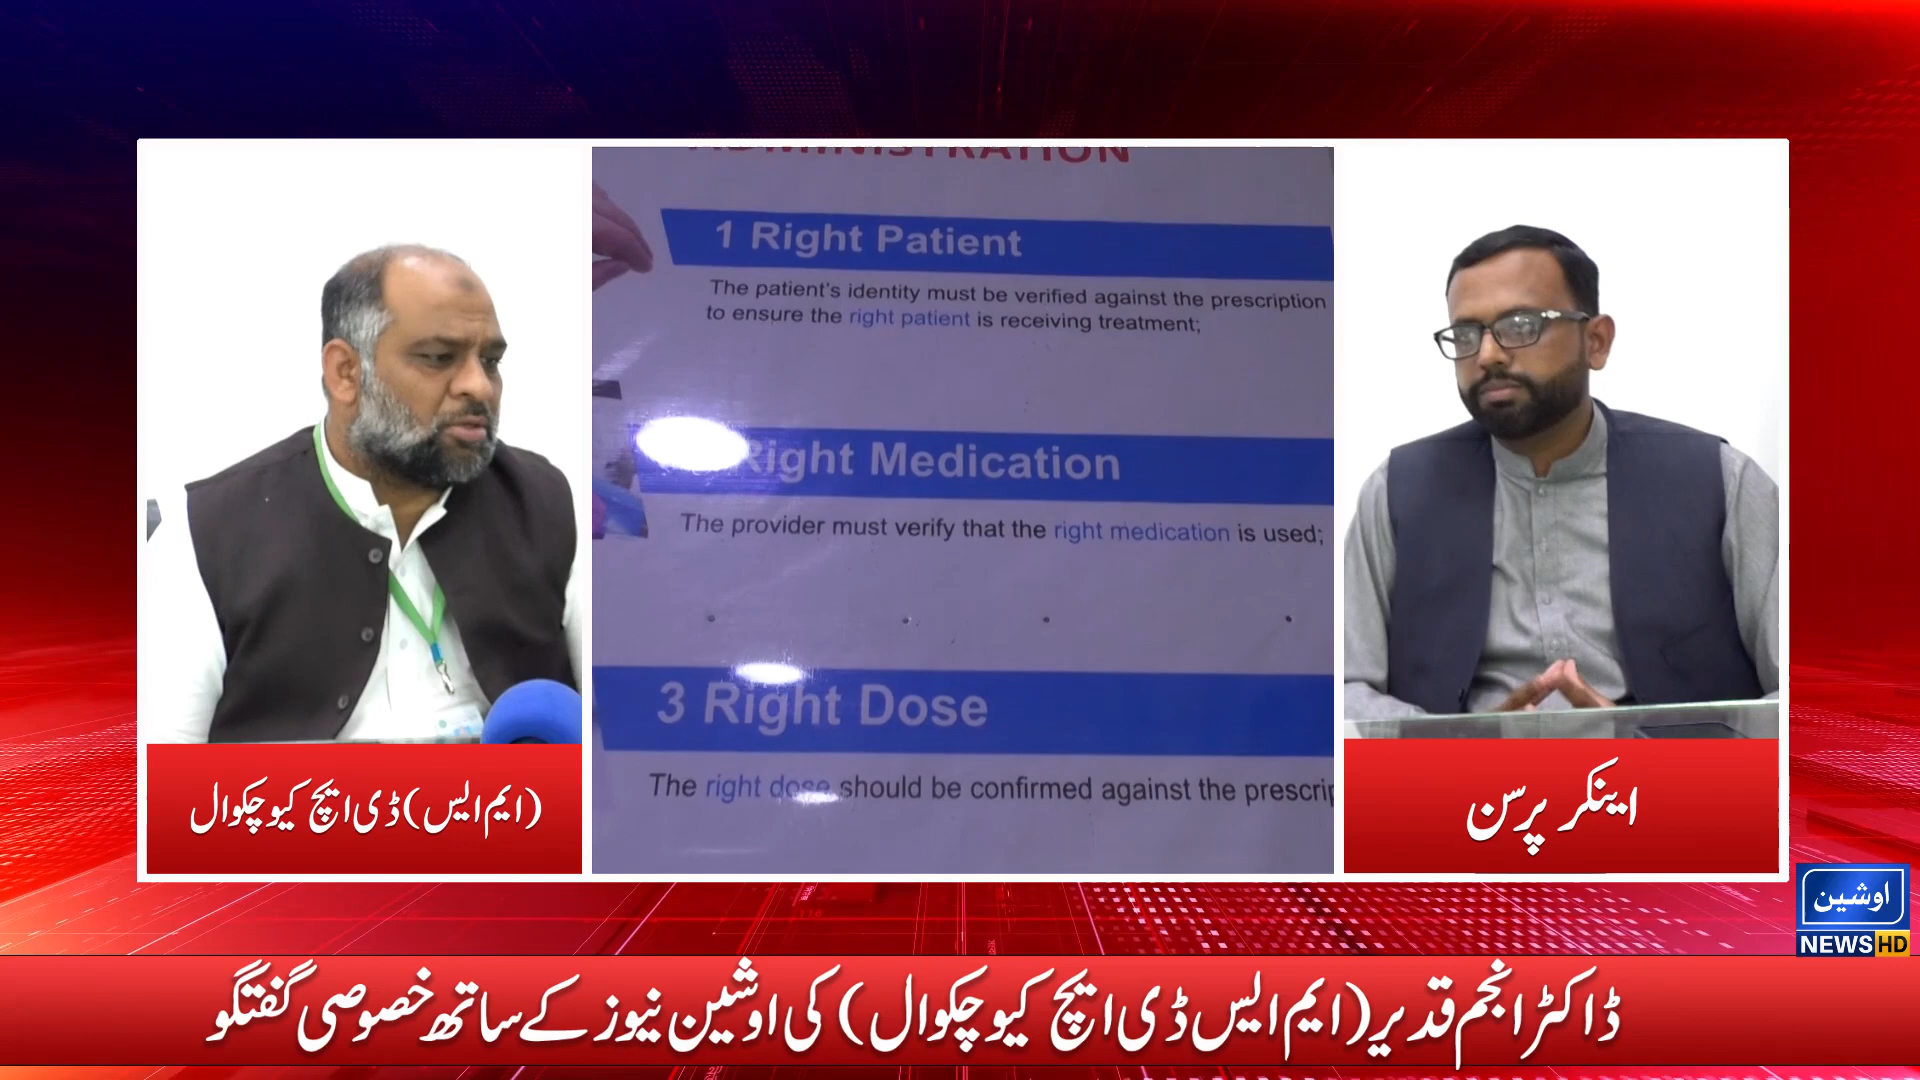 ADMINISTRATION
1 Right Patient
The patient's identity must be verified against the prescription
to ensure the right patient is receiving treatment;
Right Medication
The provider must verify that the right medication is used;
3 Right Dose
The right dose should be confirmed against the
(ایم ایس) ڈی ایچ کیو چکوال
اینکر پرسن
اوشین
NEWS HD
ڈاکٹر انجم قدیر (ایم ایس ڈی ایچ کیو چکوال) کی اوشین نیوز کے ساتھ خصوصی گفتگو